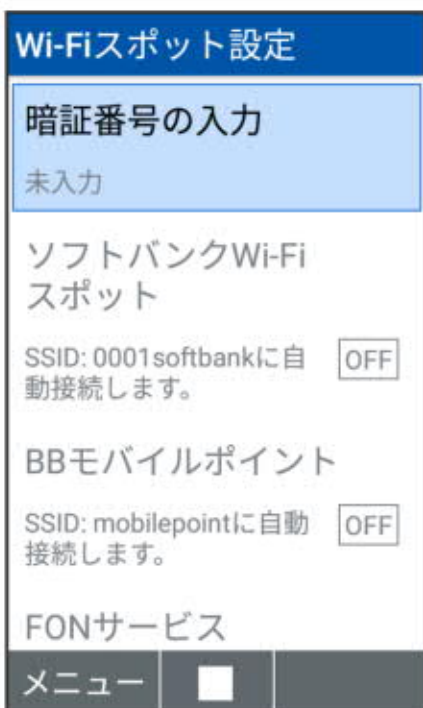 Wi-Fiスポット設定
暗証番号の入力
未入力
ソフトバンクWi-Fi
スポット
SSID: 0001softbankに自
動接続します。
OFF
BBモバイルポイント
SSID: mobilepointに自動
接続します。
OFF
FONサービス
メニュー